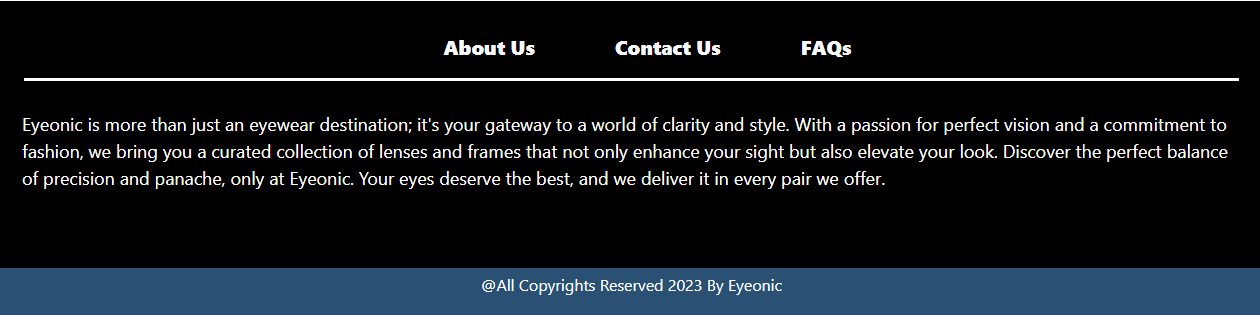 About Us Contact Us FAQs
Eyeonic is more than just an eyewear destination; it's your gateway to a world of clarity and style. With a passion for perfect vision and a commitment to
fashion, we bring you a curated collection of lenses and frames that not only enhance your sight but also elevate your look. Discover the perfect balance
of precision and panache, only at Eyeonic. Your eyes deserve the best, and we deliver it in every pair we offer.
@All Copyrights Reserved 2023 By Eyeonic